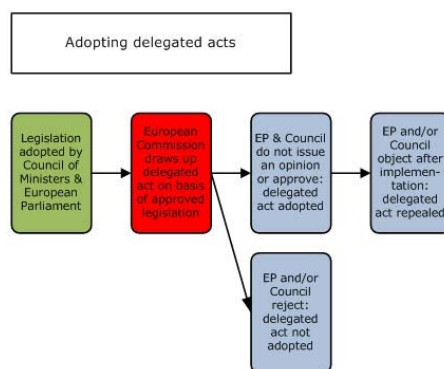 Adopting delegated acts
Legislation
adopted by
Council of
Ministers &
European
Parliament
European
Commission
draws up
delegated
act on basis
of approved
legislation
EP & Council
do not issue
an opinion
or approve:
delegated
act adopted
EP and/or
Council
object after
implemen-
tation:
delegated
act repealed
EP and/or
Council
reject:
delegated
act not
adopted